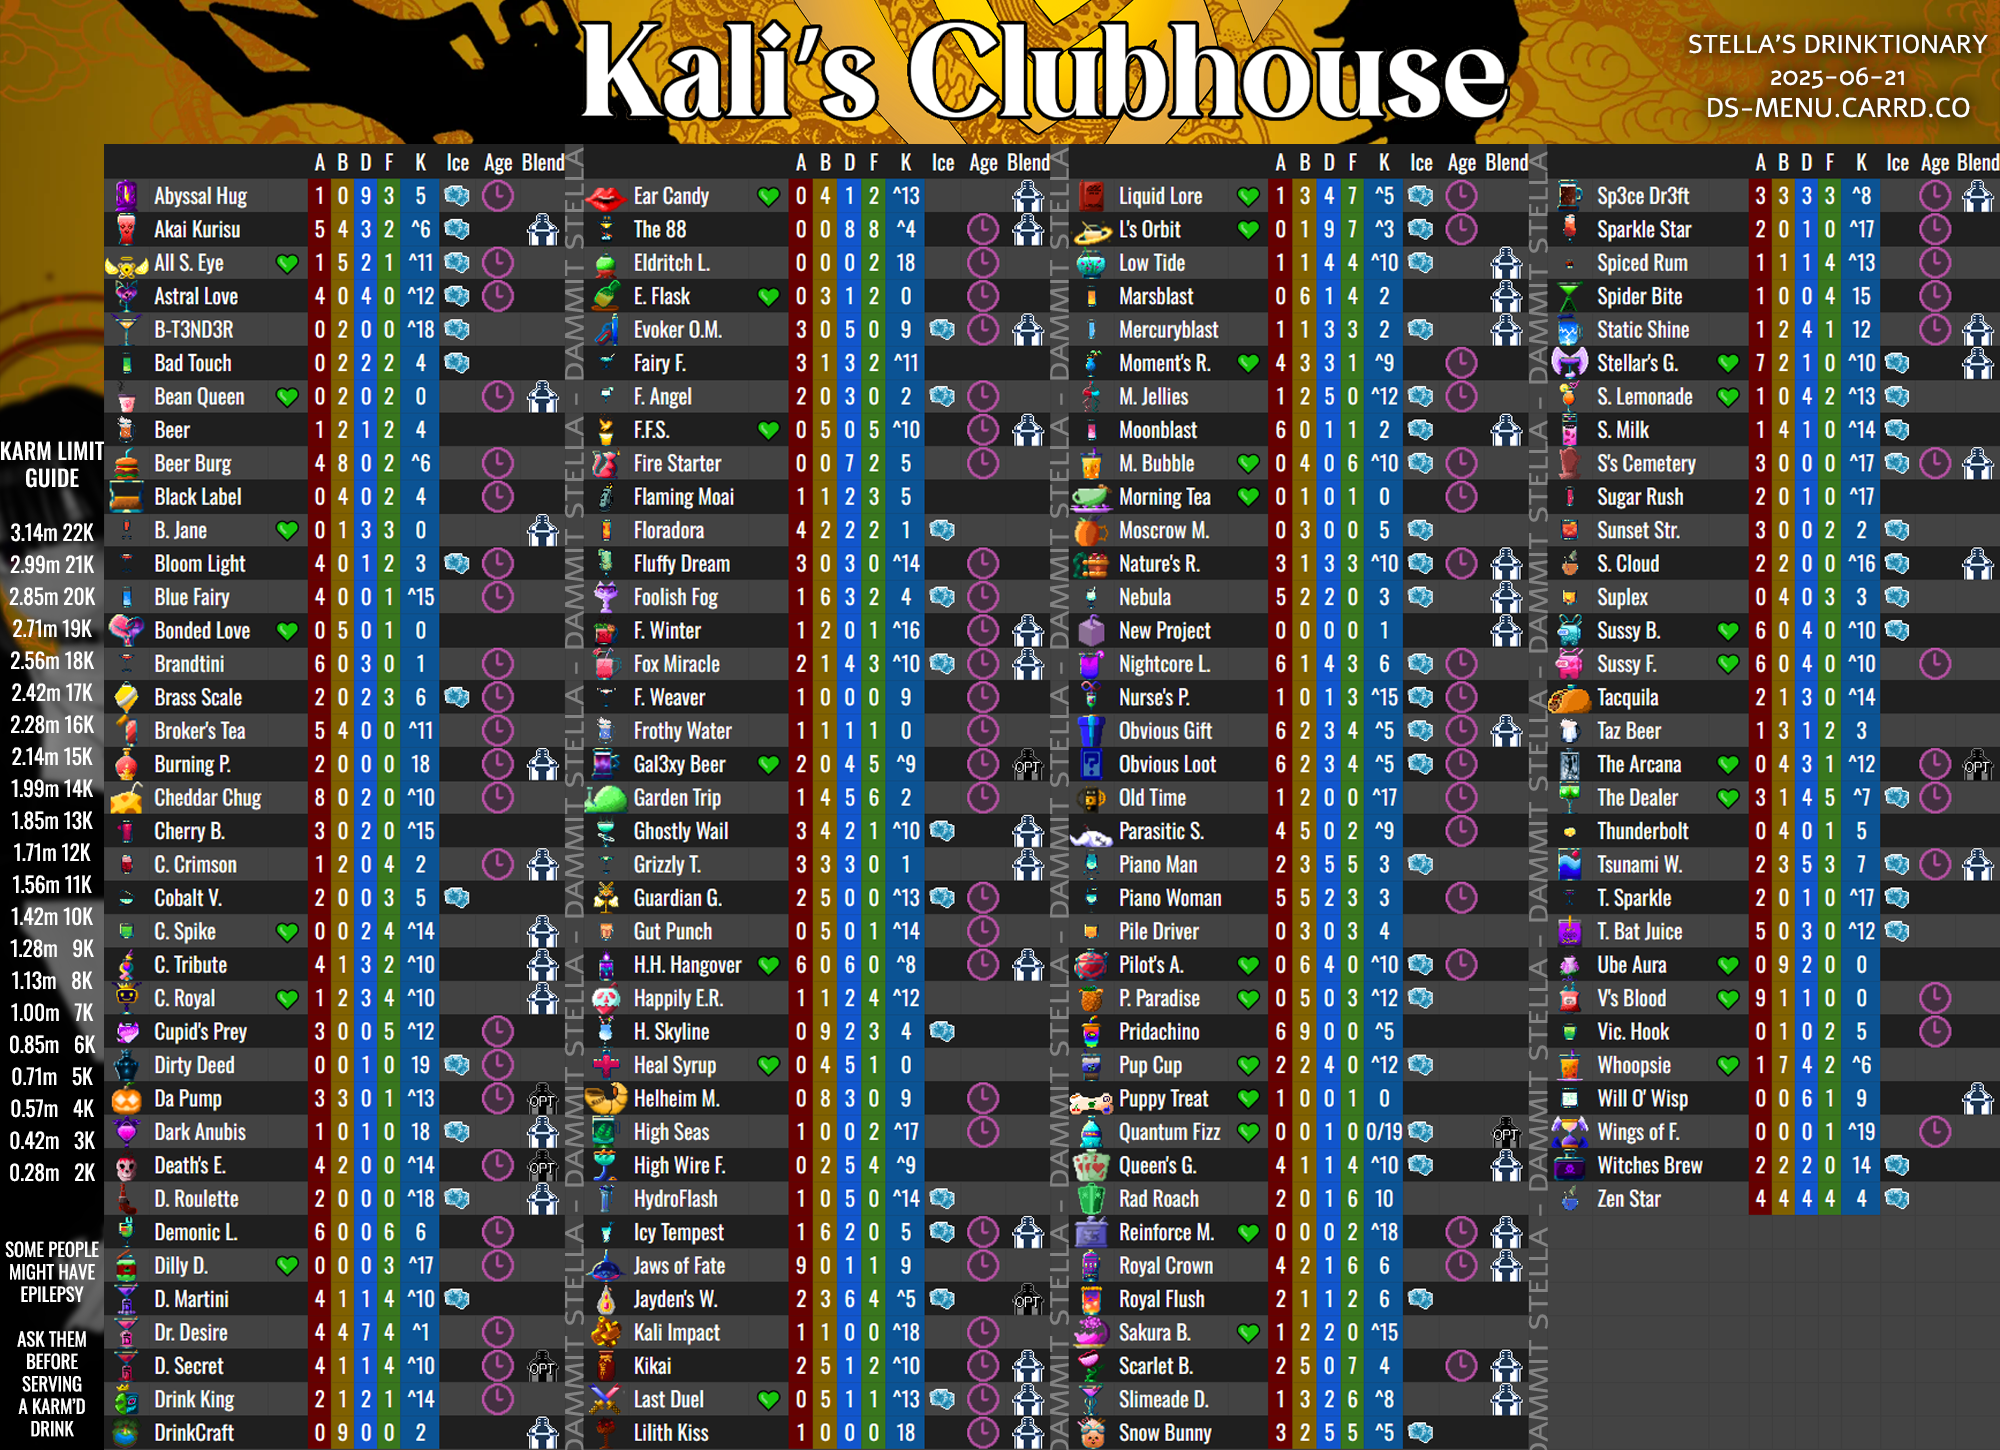 Kali's Clubhouse
STELLA'S DRINKTIONARY
2025-06-21
DS-MENU.CARRD.CO
KARM LIMIT
GUIDE
3.14m 22K
2.99m 21K
2.85m 20K
2.71m 19K
2.56m 18K
2.42m 17K
2.28m 16K
2.14m 15K
1.99m 14K
1.85m 13K
1.71m 12K
1.56m 11K
1.42m 10K
1.28m 9K
1.13m 8K
1.00m 7K
0.85m 6K
0.71m 5K
0.57m 4K
0.42m 3K
0.28m 2K
SOME PEOPLE
MIGHT HAVE
EPILEPSY
ASK THEM
BEFORE
SERVING
A KARM'D
DRINK
A B D F K Ice Age Blend
Abyssal Hug 1 0 9 3 5
Akai Kurisu 5 4 3 2 ^6
All S. Eye 1 5 2 1 ^11
Astral Love 4 0 4 0 ^12
B-T3ND3R 0 2 0 0 ^18
Bad Touch 0 2 2 2 4
Bean Queen 0 2 0 2 0
Beer 1 2 1 2 4
Beer Burg 4 8 0 2 ^6
Black Label 0 4 0 2 4
B. Jane 0 1 3 3 0
Bloom Light 4 0 1 2 3
Blue Fairy 4 0 0 1 ^15
Bonded Love 0 5 0 1 0
Brandtini 6 0 3 0 1
Brass Scale 2 0 2 3 6
Broker's Tea 5 4 0 0 ^11
Burning P. 2 0 0 0 18
Cheddar Chug 8 0 2 0 ^10
Cherry B. 3 0 2 0 ^15
C. Crimson 1 2 0 4 2
Cobalt V. 2 0 0 3 5
C. Spike 0 0 2 4 ^14
C. Tribute 4 1 3 2 ^10
C. Royal 1 2 3 4 ^10
Cupid's Prey 3 0 0 5 ^12
Dirty Deed 0 0 1 0 19
Da Pump 3 3 0 1 ^13 OPT
Dark Anubis 1 0 1 0 18
Death's E. 4 2 0 0 ^14 OPT
D. Roulette 2 0 0 0 ^18
Demonic L. 6 0 0 6 6
Dilly D. 0 0 0 3 ^17
D. Martini 4 1 1 4 ^10
Dr. Desire 4 4 7 4 ^1
D. Secret 4 1 1 4 ^10 OPT
Drink King 2 1 2 1 ^14
DrinkCraft 0 9 0 0 2
DAMMIT STELLA - DAMMIT STELLA - DAMMIT STELLA - DAMMIT STELLA - DAMMIT STELLA
A B D F K Ice Age Blend
Ear Candy 0 4 1 2 ^13
The 88 0 0 8 8 ^4
Eldritch L. 0 0 0 2 18
E. Flask 0 3 1 2 0
Evoker O.M. 3 0 5 0 9
Fairy F. 3 1 3 2 ^11
F. Angel 2 0 3 0 2
F.F.S. 0 5 0 5 ^10
Fire Starter 0 0 7 2 5
Flaming Moai 1 1 2 3 5
Floradora 4 2 2 2 1
Fluffy Dream 3 0 3 0 ^14
Foolish Fog 1 6 3 2 4
F. Winter 1 2 0 1 ^16
Fox Miracle 2 1 4 3 ^10
F. Weaver 1 0 0 0 9
Frothy Water 1 1 1 1 0
Gal3xy Beer 2 0 4 5 ^9 OPT
Garden Trip 1 4 5 6 2
Ghostly Wail 3 4 2 1 ^10
Grizzly T. 3 3 3 0 1
Guardian G. 2 5 0 0 ^13
Gut Punch 0 5 0 1 ^14
H.H. Hangover 6 0 6 0 ^8
Happily E.R. 1 1 2 4 ^12
H. Skyline 0 9 2 3 4
Heal Syrup 0 4 5 1 0
Helheim M. 0 8 3 0 9
High Seas 1 0 0 2 ^17
High Wire F. 0 2 5 4 ^9
HydroFlash 1 0 5 0 ^14
Icy Tempest 1 6 2 0 5
Jaws of Fate 9 0 1 1 9
Jayden's W. 2 3 6 4 ^5 OPT
Kali Impact 1 1 0 0 ^18
Kikai 2 5 1 2 ^10
Last Duel 0 5 1 1 ^13
Lilith Kiss 1 0 0 0 18
DAMMIT STELLA - DAMMIT STELLA - DAMMIT STELLA - DAMMIT STELLA - DAMMIT STELLA
A B D F K Ice Age Blend
Liquid Lore 1 3 4 7 ^5
L's Orbit 0 1 9 7 ^3
Low Tide 1 1 4 4 ^10
Marsblast 0 6 1 4 2
Mercuryblast 1 1 3 3 2
Moment's R. 4 3 3 1 ^9
M. Jellies 1 2 5 0 ^12
Moonblast 6 0 1 1 2
M. Bubble 0 4 0 6 ^10
Morning Tea 0 1 0 1 0
Moscrow M. 0 3 0 0 5
Nature's R. 3 1 3 3 ^10
Nebula 5 2 2 0 3
New Project 0 0 0 0 1
Nightcore L. 6 1 4 3 6
Nurse's P. 1 0 1 3 ^15
Obvious Gift 6 2 3 4 ^5
Obvious Loot 6 2 3 4 ^5
Old Time 1 2 0 0 ^17
Parasitic S. 4 5 0 2 ^9
Piano Man 2 3 5 5 3
Piano Woman 5 5 2 3 3
Pile Driver 0 3 0 3 4
Pilot's A. 0 6 4 0 ^10
P. Paradise 0 5 0 3 ^12
Pridachino 6 9 0 0 ^5
Pup Cup 2 2 4 0 ^12
Puppy Treat 1 0 0 1 0
Quantum Fizz 0 0 1 0 0/19 OPT
Queen's G. 4 1 1 4 ^10
Rad Roach 2 0 1 6 10
Reinforce M. 0 0 0 2 ^18
Royal Crown 4 2 1 6 6
Royal Flush 2 1 1 2 6
Sakura B. 1 2 2 0 ^15
Scarlet B. 2 5 0 7 4
Slimeade D. 1 3 2 6 ^8
Snow Bunny 3 2 5 5 ^5
DAMMIT STELLA - DAMMIT STELLA - DAMMIT STELLA - DAMMIT STELLA - DAMMIT STELLA
A B D F K Ice Age Blend
Sp3ce Dr3ft 3 3 3 3 ^8
Sparkle Star 2 0 1 0 ^17
Spiced Rum 1 1 1 4 ^13
Spider Bite 1 0 0 4 15
Static Shine 1 2 4 1 12
Stellar's G. 7 2 1 0 ^10
S. Lemonade 1 0 4 2 ^13
S. Milk 1 4 1 0 ^14
S's Cemetery 3 0 0 0 ^17
Sugar Rush 2 0 1 0 ^17
Sunset Str. 3 0 0 2 2
S. Cloud 2 2 0 0 ^16
Suplex 0 4 0 3 3
Sussy B. 6 0 4 0 ^10
Sussy F. 6 0 4 0 ^10
Tacquila 2 1 3 0 ^14
Taz Beer 1 3 1 2 3
The Arcana 0 4 3 1 ^12 OPT
The Dealer 3 1 4 5 ^7
Thunderbolt 0 4 0 1 5
Tsunami W. 2 3 5 3 7
T. Sparkle 2 0 1 0 ^17
T. Bat Juice 5 0 3 0 ^12
Ube Aura 0 9 2 0 0
V's Blood 9 1 1 0 0
Vic. Hook 0 1 0 2 5
Whoopsie 1 7 4 2 ^6
Will O' Wisp 0 0 6 1 9
Wings of F. 0 0 0 1 ^19
Witches Brew 2 2 2 0 14
Zen Star 4 4 4 4 4